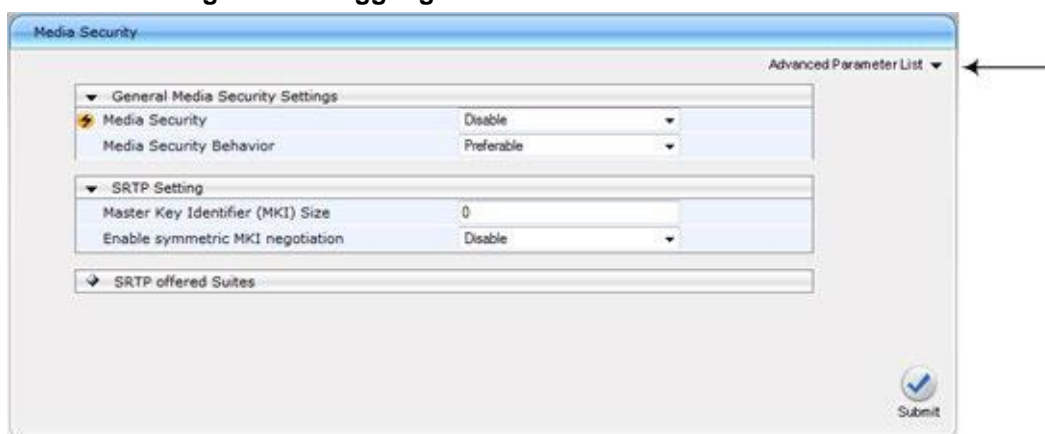 Media Security
Advanced Parameter List
General Media Security Settings
Media Security Disable
Media Security Behavior Preferable
SRTP Setting
Master Key Identifier (MKI) Size 0
Enable symmetric MKI negotiation Disable
SRTP offered Suites
Submit